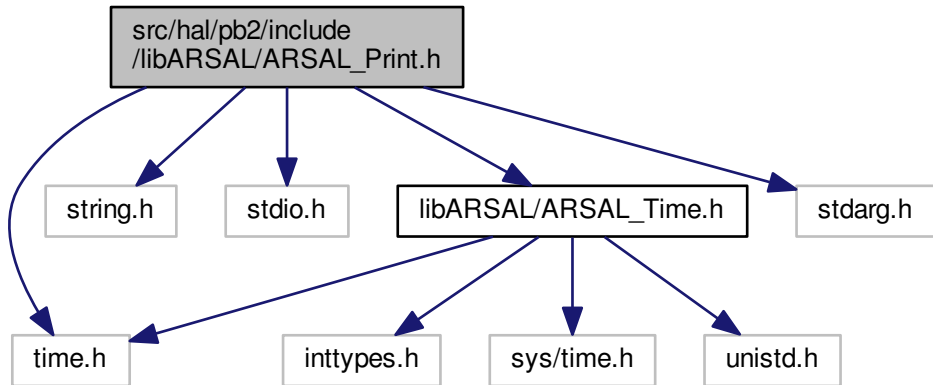 src/hal/pb2/include
/libARSAL/ARSAL_Print.h
string.h
stdio.h
libARSAL/ARSAL_Time.h
stdarg.h
time.h
inttypes.h
sys/time.h
unistd.h